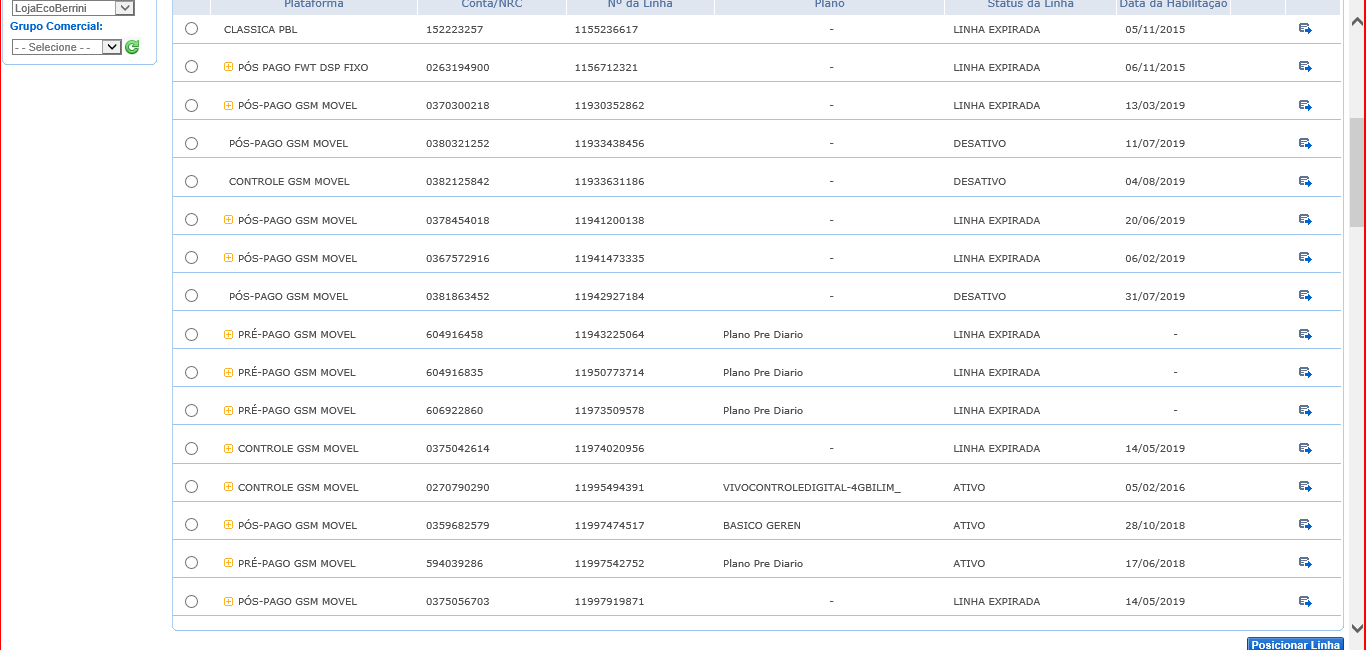 LojaEcoBerrini
Grupo Comercial:
- - Selecione - -
Plataforma Conta/NRC Nº da Linha Plano Status da Linha Data da Habilitação
CLASSICA PBL 152223257 1155236617 - LINHA EXPIRADA 05/11/2015
PÓS PAGO FWT DSP FIXO 0263194900 1156712321 - LINHA EXPIRADA 06/11/2015
PÓS-PAGO GSM MOVEL 0370300218 11930352862 - LINHA EXPIRADA 13/03/2019
PÓS-PAGO GSM MOVEL 0380321252 11933438456 - DESATIVO 11/07/2019
CONTROLE GSM MOVEL 0382125842 11933631186 - DESATIVO 04/08/2019
PÓS-PAGO GSM MOVEL 0378454018 11941200138 - LINHA EXPIRADA 20/06/2019
PÓS-PAGO GSM MOVEL 0367572916 11941473335 - LINHA EXPIRADA 06/02/2019
PÓS-PAGO GSM MOVEL 0381863452 11942927184 - DESATIVO 31/07/2019
PRÉ-PAGO GSM MOVEL 604916458 11943225064 Plano Pre Diario LINHA EXPIRADA -
PRÉ-PAGO GSM MOVEL 604916835 11950773714 Plano Pre Diario LINHA EXPIRADA -
PRÉ-PAGO GSM MOVEL 606922860 11973509578 Plano Pre Diario LINHA EXPIRADA -
CONTROLE GSM MOVEL 0375042614 11974020956 - LINHA EXPIRADA 14/05/2019
CONTROLE GSM MOVEL 0270790290 11995494391 VIVOCONTROLEDIGITAL-4GBILIM_ ATIVO 05/02/2016
PÓS-PAGO GSM MOVEL 0359682579 11997474517 BASICO GEREN ATIVO 28/10/2018
PRÉ-PAGO GSM MOVEL 594039286 11997542752 Plano Pre Diario ATIVO 17/06/2018
PÓS-PAGO GSM MOVEL 0375056703 11997919871 - LINHA EXPIRADA 14/05/2019
Posicionar Linha